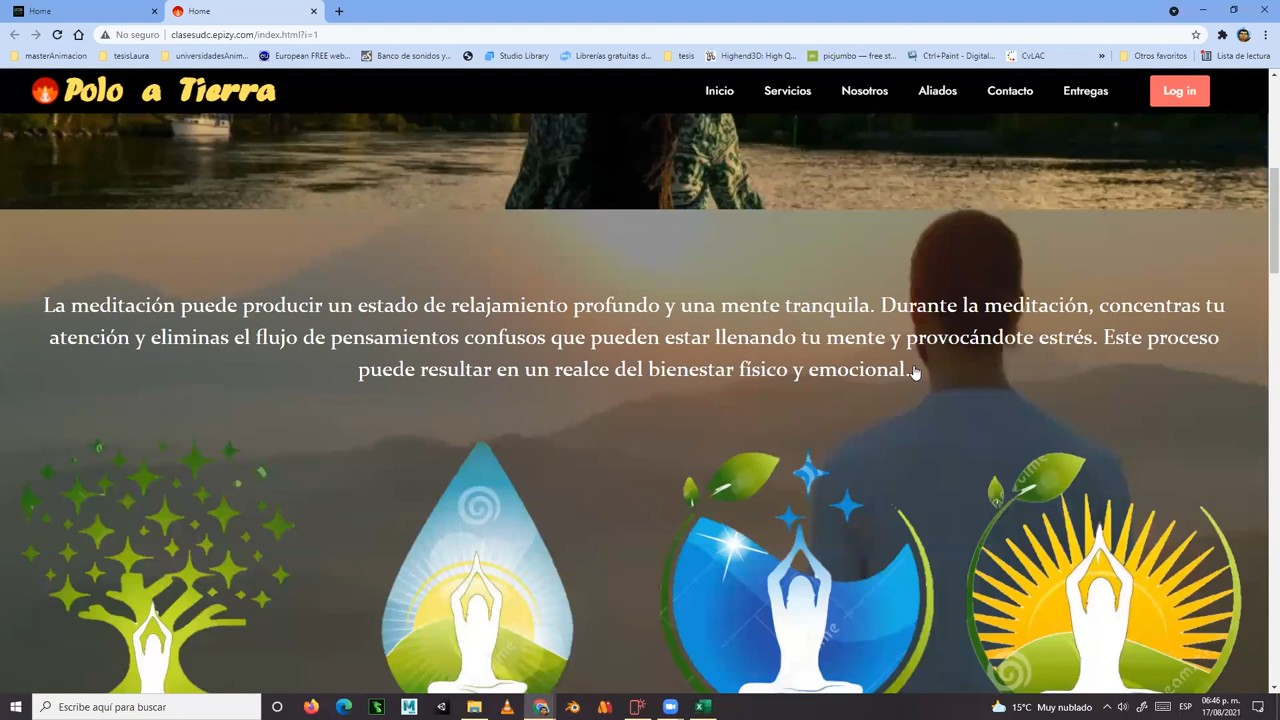 Home
Home
No seguro
clasesudc.epizy.com/index.html?i=1
masterAnimacion
tesisLaura
universidadesAnim...
European FREE web...
Banco de sonidos y...
Studio Library
Librerías gratuitas d...
tesis
Highend3D: High Q...
picjumbo — free st...
Ctrl+Paint - Digital...
CvLAC
Otros favoritos
Lista de lectura
Polo a Tierra
Inicio
Servicios
Nosotros
Aliados
Contacto
Entregas
Log in
La meditación puede producir un estado de relajamiento profundo y una mente tranquila. Durante la meditación, concentras tu
atención y eliminas el flujo de pensamientos confusos que pueden estar llenando tu mente y provocándote estrés. Este proceso
puede resultar en un realce del bienestar físico y emocional.
Escribe aquí para buscar
15°C Muy nublado
ESP
06:46 p. m.
17/08/2021